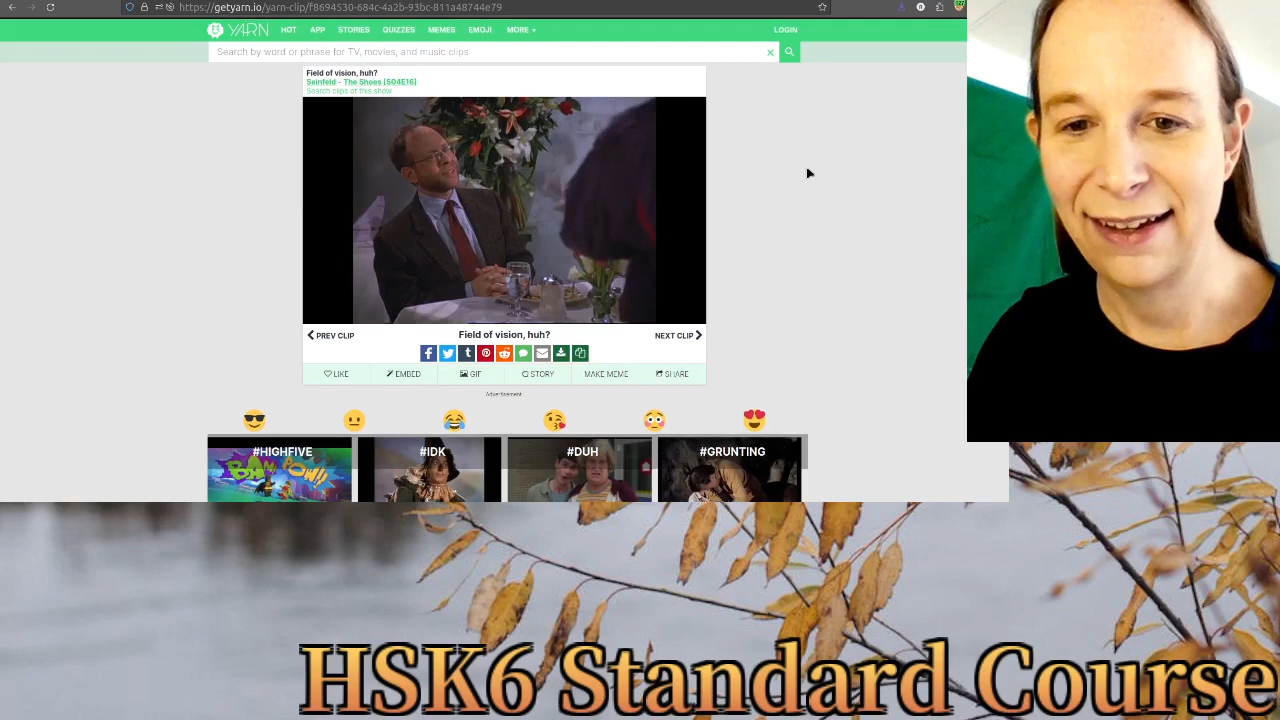 https://getyarn.io/yarn-clip/f8694530-684c-4a2b-93bc-811a48744e79
YARN HOT APP STORIES QUIZZES MEMES EMOJI MORE LOGIN
Search by word or phrase for TV, movies, and music clips
Field of vision, huh?
Seinfeld - The Shoes [S04E16]
Search clips of this show
PREV CLIP Field of vision, huh? NEXT CLIP
LIKE EMBED GIF STORY MAKE MEME SHARE
Advertisement
#HIGHFIVE #IDK #DUH #GRUNTING
BAM POW!!
HSK6 Standard Course